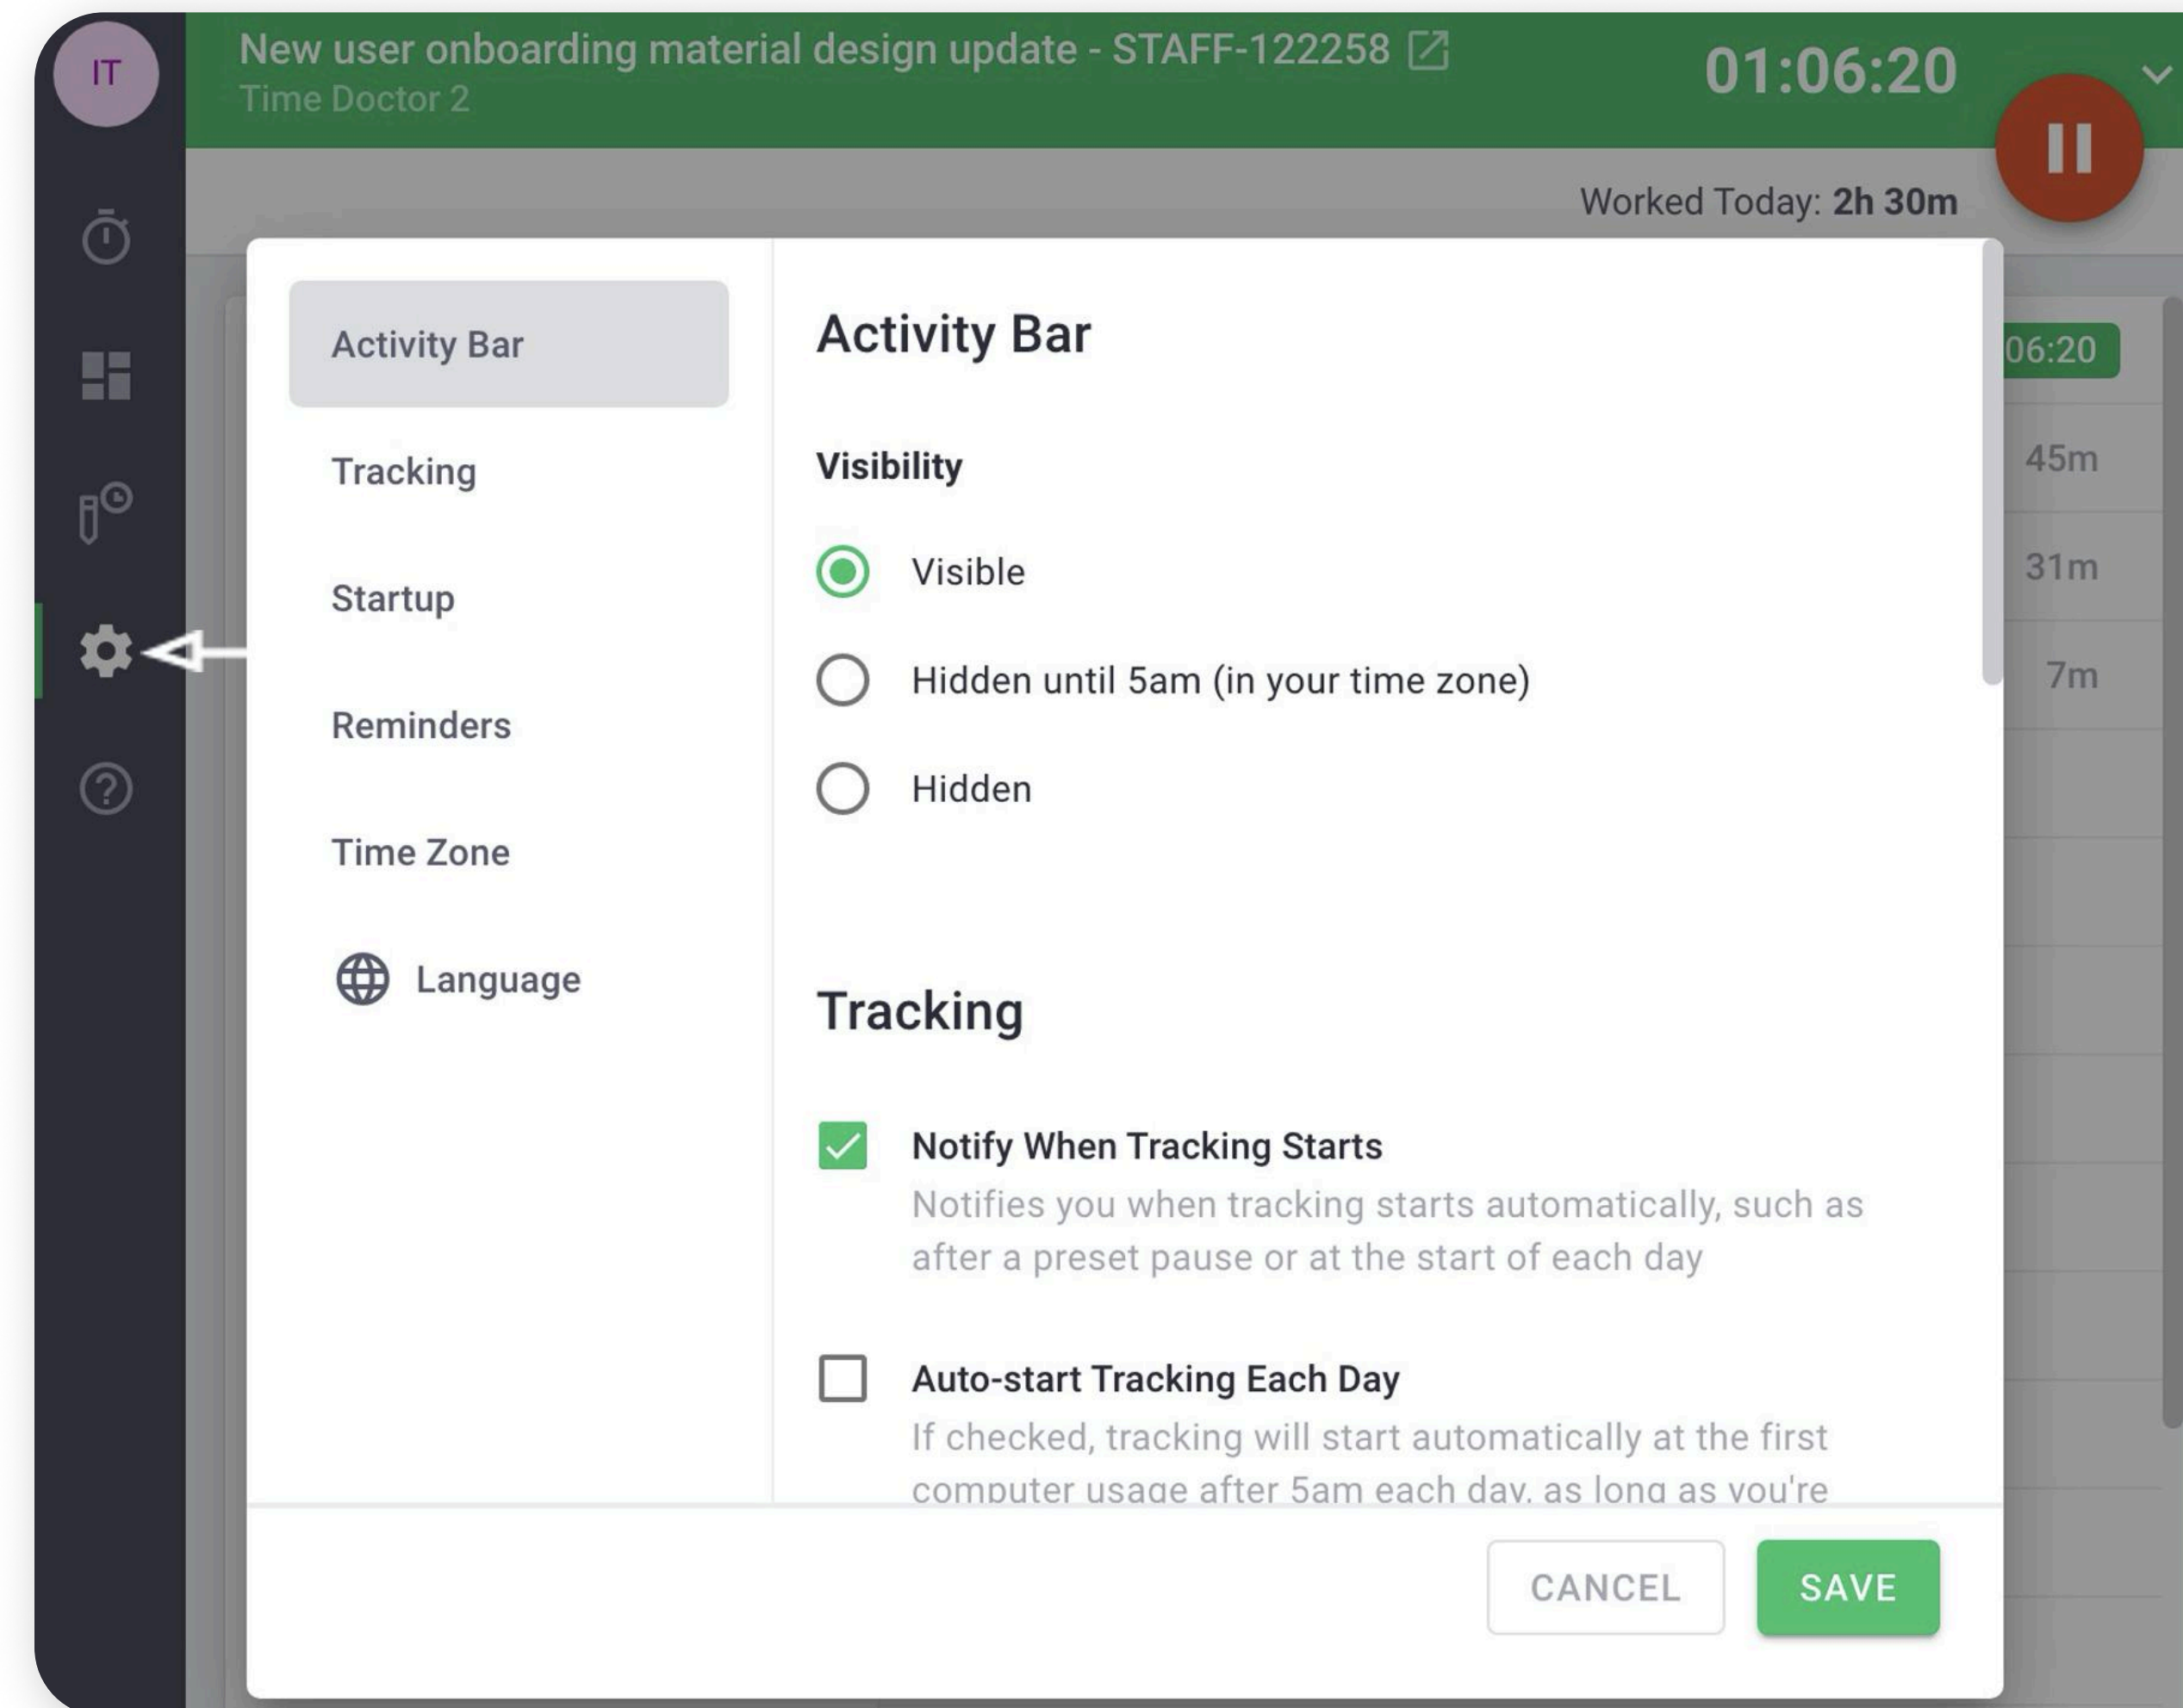 IT
New user onboarding material design update - STAFF-122258
Time Doctor 2
01:06:20
Worked Today: 2h 30m
Activity Bar
Tracking
Startup
Reminders
Time Zone
Language
Activity Bar
Visibility
Visible
Hidden until 5am (in your time zone)
Hidden
Tracking
Notify When Tracking Starts
Notifies you when tracking starts automatically, such as
after a preset pause or at the start of each day
Auto-start Tracking Each Day
If checked, tracking will start automatically at the first
computer usage after 5am each day, as long as you're
06:20
45m
31m
7m
CANCEL
SAVE